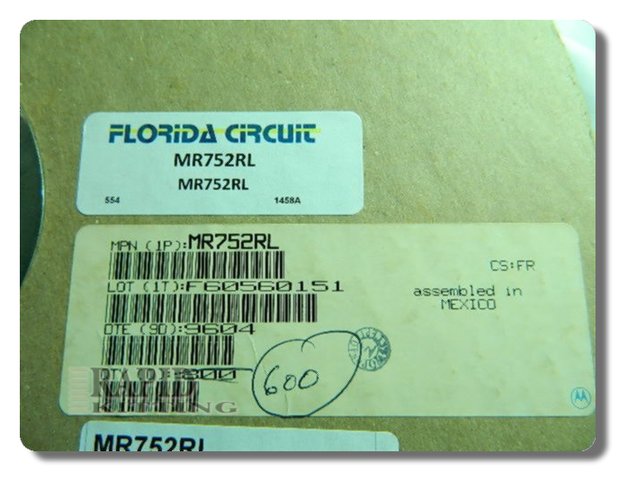 FLORIDA CIRCUIT
MR752RL
MR752RL
554 1458A
MPN (1P):MR752RL
CS:FR
LOT (1T):F60560151
assembled in
MEXICO
DTE (9D):9604
600
MR752RL